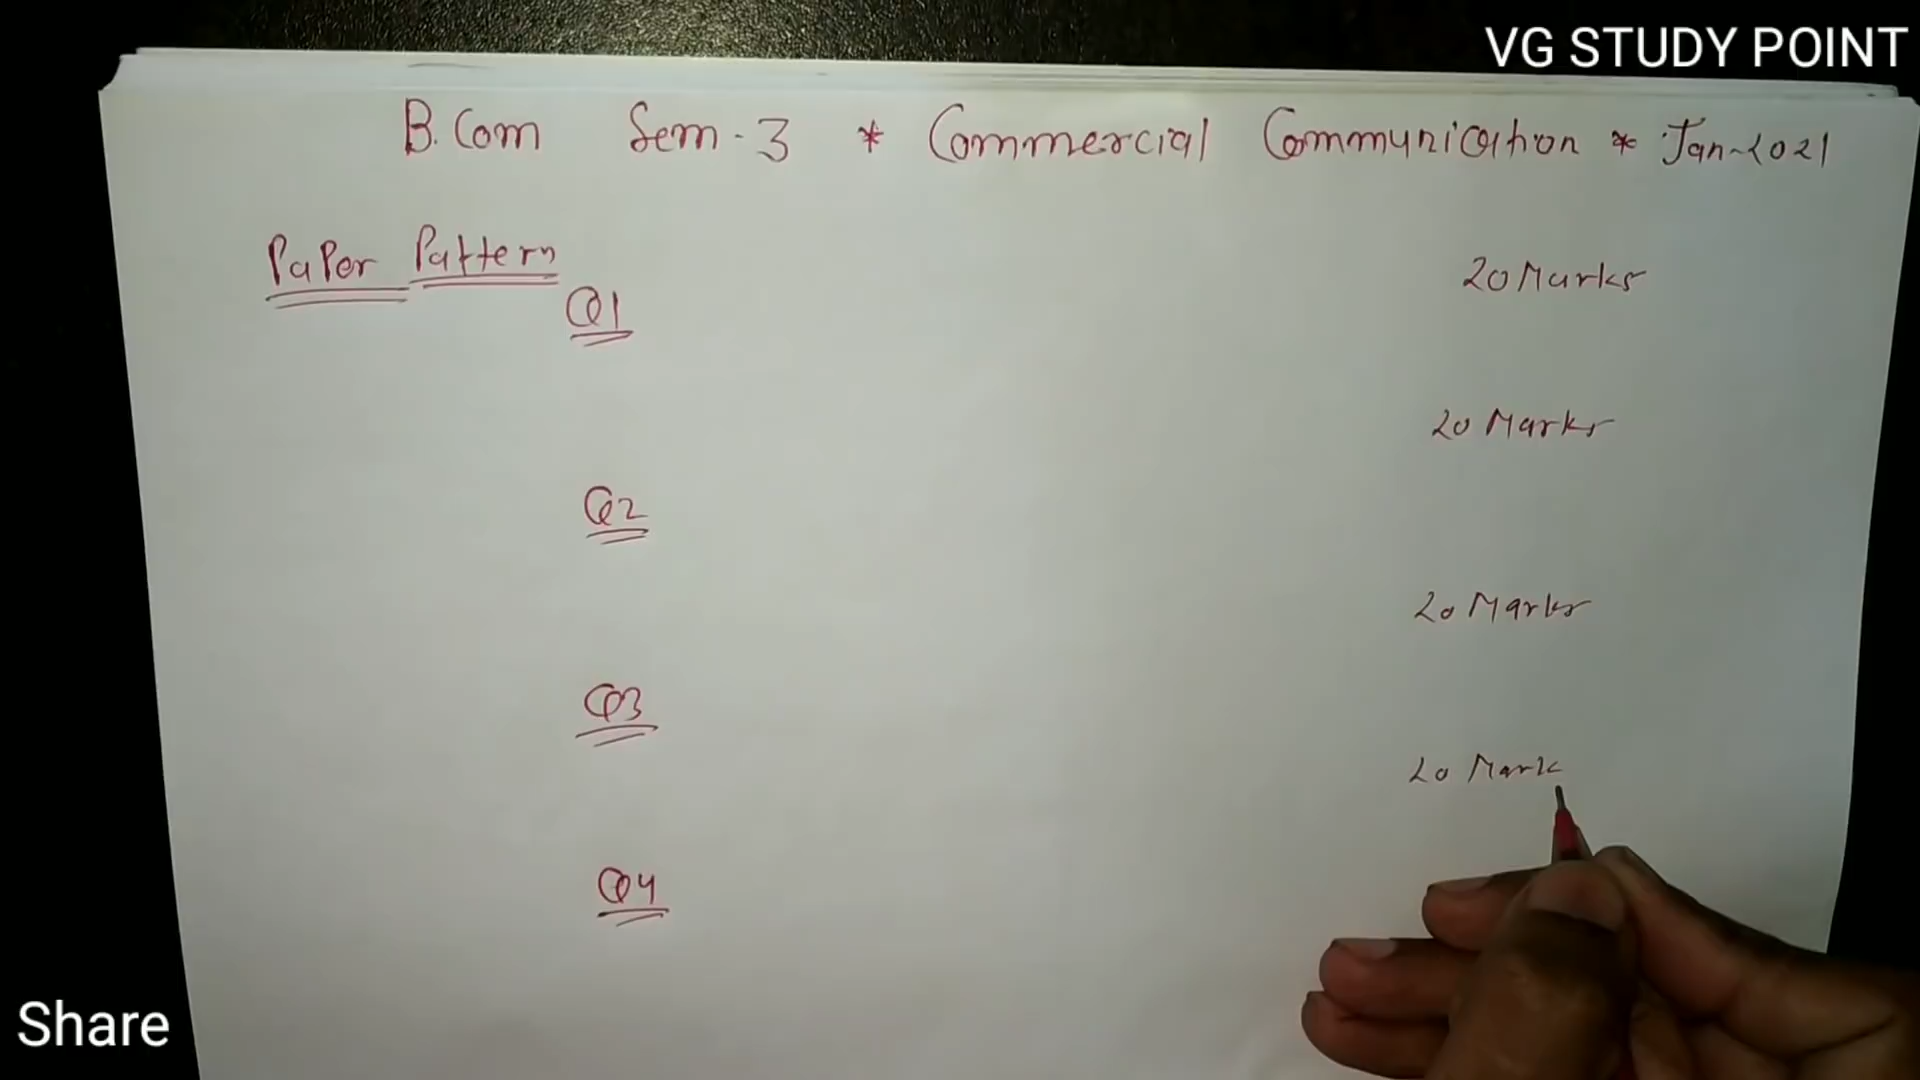 VG STUDY POINT
B.Com Sem-3 * Commercial Communication * Jan-2021
Paper Pattern
20 Marks
Q1
20 Marks
Q2
20 Marks
Q3
20 Mark
Q4
Share